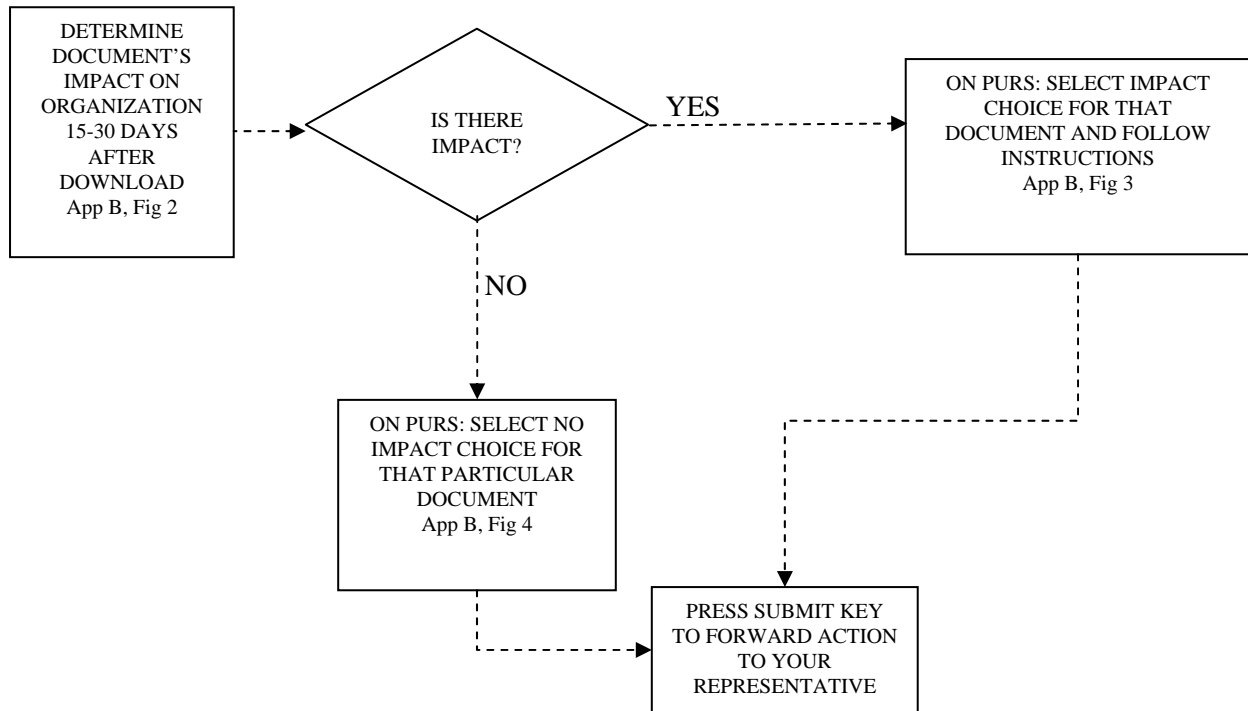 DETERMINE
DOCUMENT’S
IMPACT ON
ORGANIZATION
15-30 DAYS
AFTER
DOWNLOAD
App B, Fig 2
IS THERE
IMPACT?
YES
ON PURS: SELECT IMPACT
CHOICE FOR THAT
DOCUMENT AND FOLLOW
INSTRUCTIONS
App B, Fig 3
NO
ON PURS: SELECT NO
IMPACT CHOICE FOR
THAT PARTICULAR
DOCUMENT
App B, Fig 4
PRESS SUBMIT KEY
TO FORWARD ACTION
TO YOUR
REPRESENTATIVE